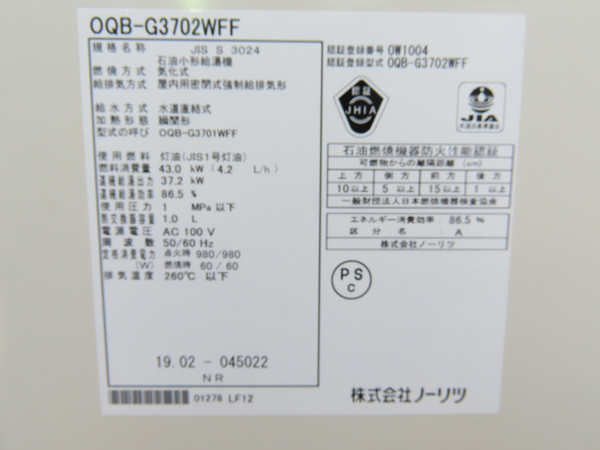 OQB-G3702WFF
規格名称 JIS S 3024
石油小形給湯機
燃焼方式 気化式
給排気方式 屋内用密閉式強制給排気形
給水方式 水道直結式
加熱形態 瞬間形
型式の呼び OQB-G3701WFF
使用燃料 灯油(JIS1号灯油)
燃料消費量 43.0 kW (4.2 L/h)
連続給湯出力 37.2 kW
連続給湯効率 86.5 %
使用圧力 1 MPa 以下
熱交換器容量 1.0 L
電源電圧 AC 100 V
周波数 50/60 Hz
定格消費電力 点火時 980/980
(W) 燃焼時 60/60
排気温度 260℃ 以下
19.02 - 045022
NR
01278 LF12
認証登録番号 OW1004
認証登録型式 OQB-G3702WFF
認証
JHIA
JIA
石油燃焼機器防火性能認証
可燃物からの離隔距離 (cm)
上方 側方 前方 後方
10以上 5以上 15以上 1以上
一般財団法人日本燃焼機器検査協会
エネルギー消費効率: 86.5 %
区分名: A
株式会社ノーリツ
PS
C
株式会社ノーリツ